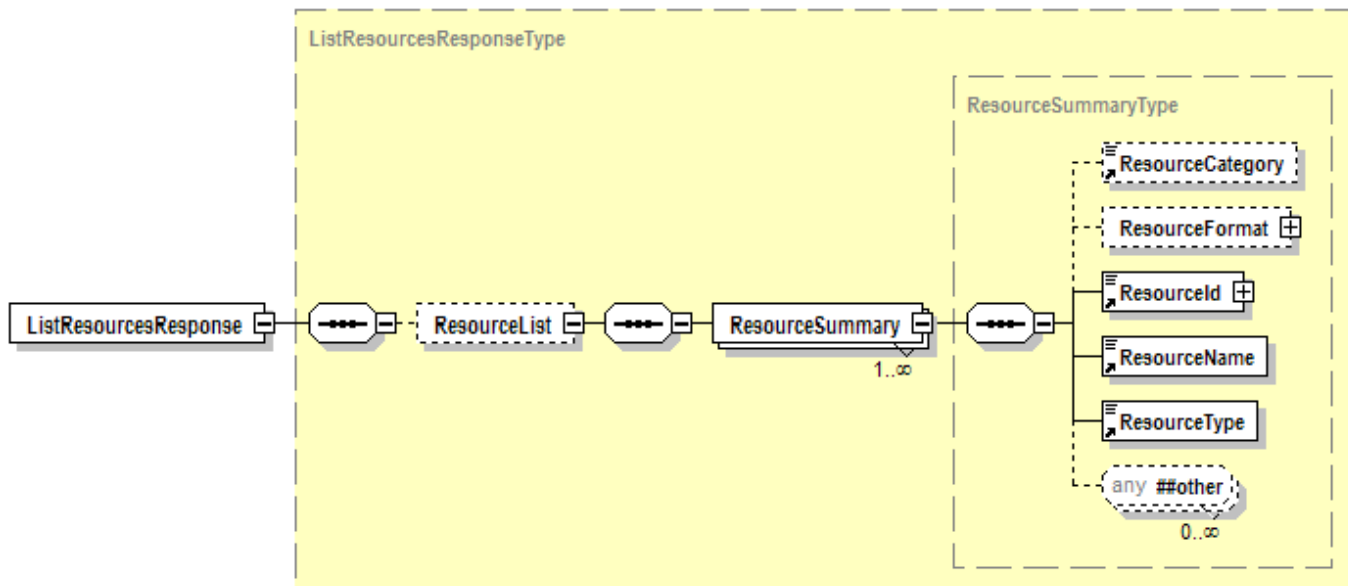 ListResourcesResponseType
ResourceSummaryType
ResourceCategory
ResourceFormat
ResourceId
ListResourcesResponse
ResourceList
ResourceSummary
1..∞
ResourceName
ResourceType
any ##other
0..∞